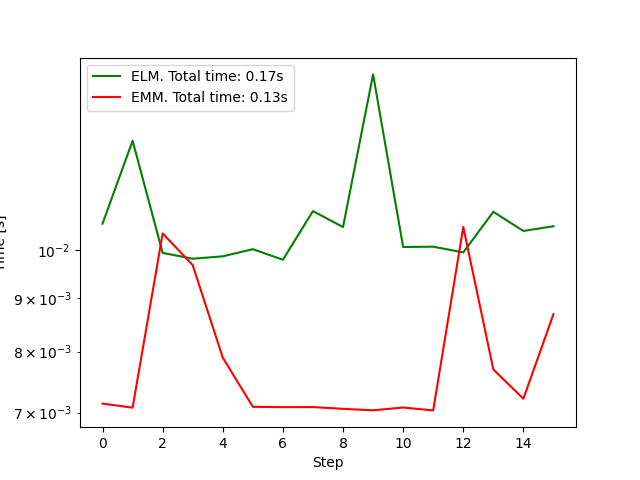 ELM. Total time: 0.17s
EMM. Total time: 0.13s
Time [s]
10⁻²
9 × 10⁻³
8 × 10⁻³
7 × 10⁻³
0 2 4 6 8 10 12 14
Step